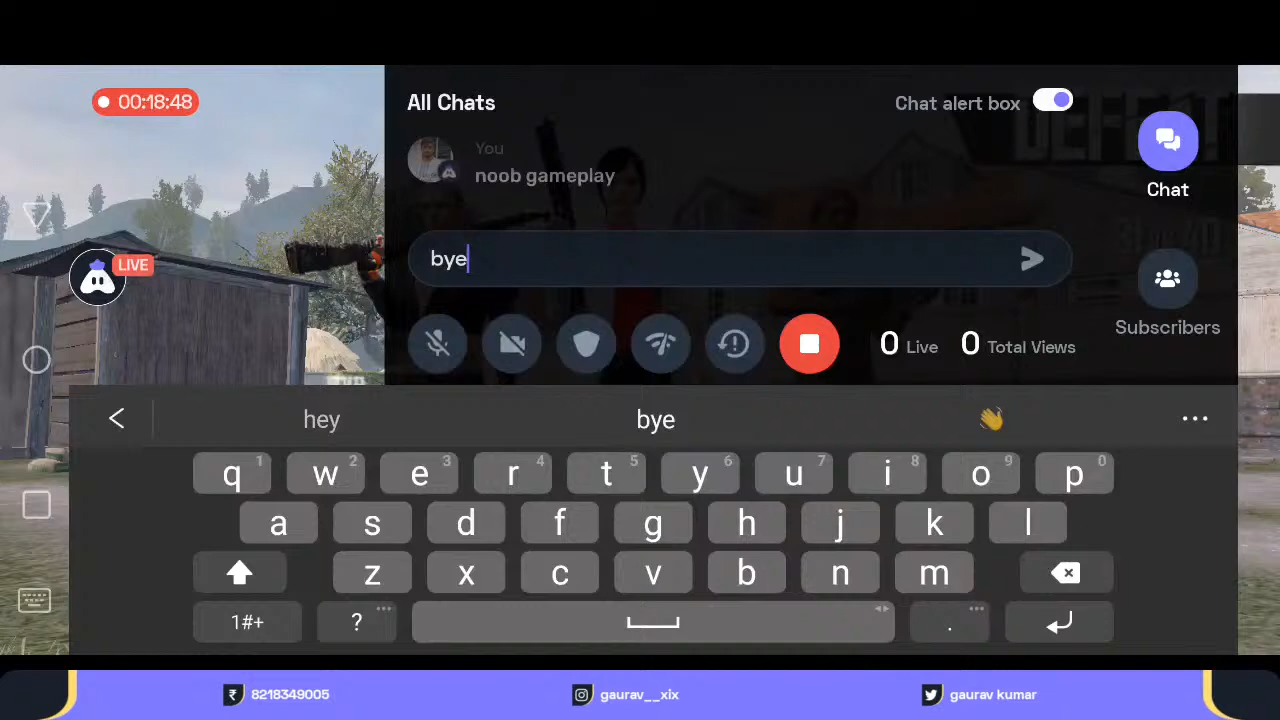 00:18:48
All Chats
Chat alert box
You
noob gameplay
Chat
LIVE
bye
Subscribers
0 Live 0 Total Views
hey bye 👋
q 1 w 2 e 3 r 4 t 5 y 6 u 7 i 8 o 9 p 0
a s d f g h j k l
z x c v b n m
1#+ ? .
₹ 8218349005 gaurav__xix gaurav kumar